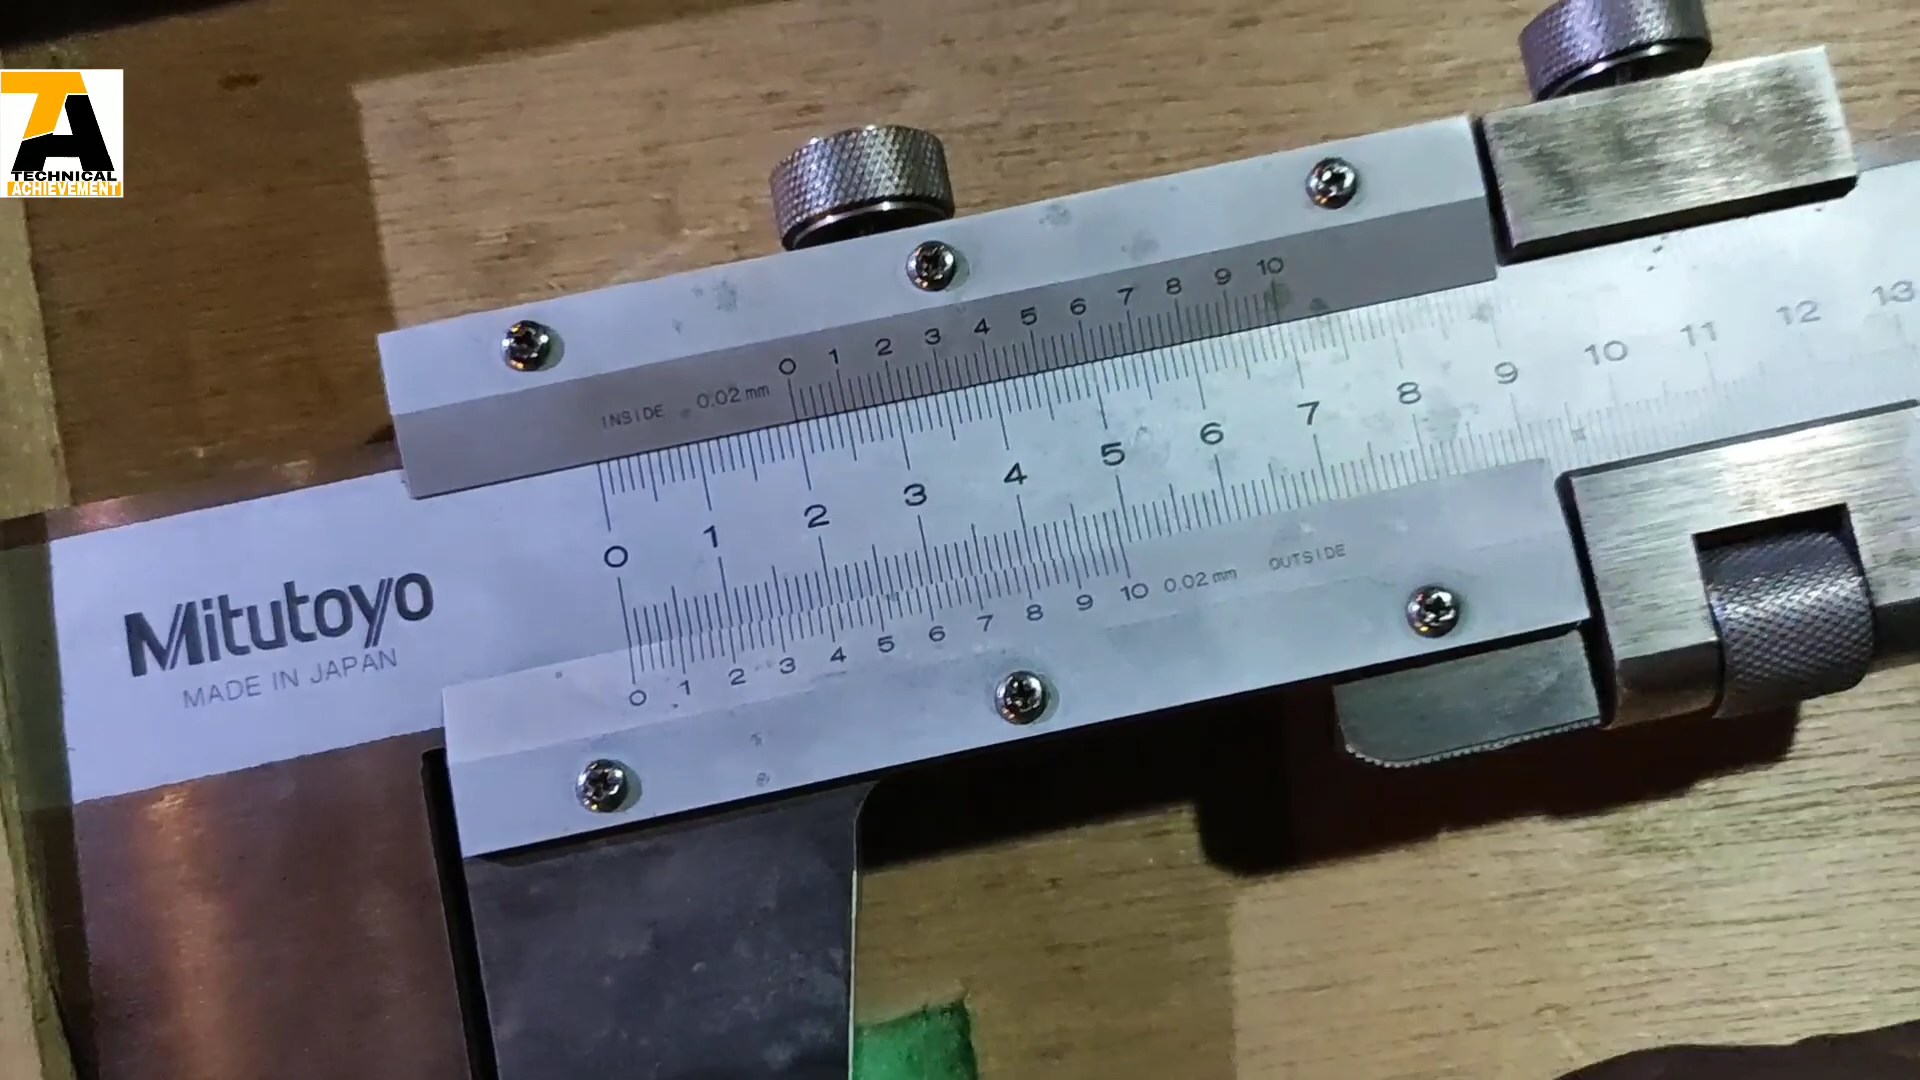 TA
TECHNICAL
ACHIEVEMENT
0 1 2 3 4 5 6 7 8 9 10
INSIDE 0.02 mm
0 1 2 3 4 5 6 7 8 9 10 11 12 13
Mitutoyo
MADE IN JAPAN
0 1 2 3 4 5 6 7 8 9 10 0.02 mm OUTSIDE